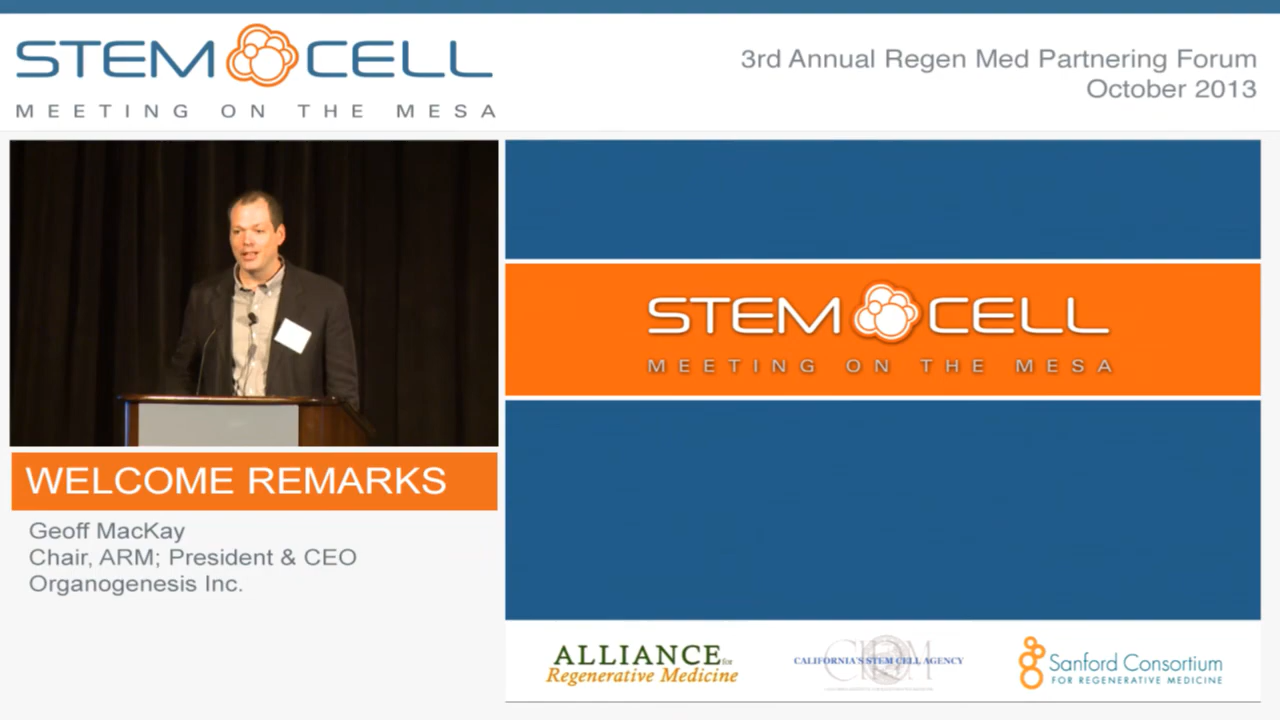 STEM CELL
MEETING ON THE MESA
3rd Annual Regen Med Partnering Forum
October 2013
STEM CELL
MEETING ON THE MESA
WELCOME REMARKS
Geoff MacKay
Chair, ARM; President & CEO
Organogenesis Inc.
ALLIANCE for
Regenerative Medicine
CIRM
CALIFORNIA'S STEM CELL AGENCY
Sanford Consortium
FOR REGENERATIVE MEDICINE